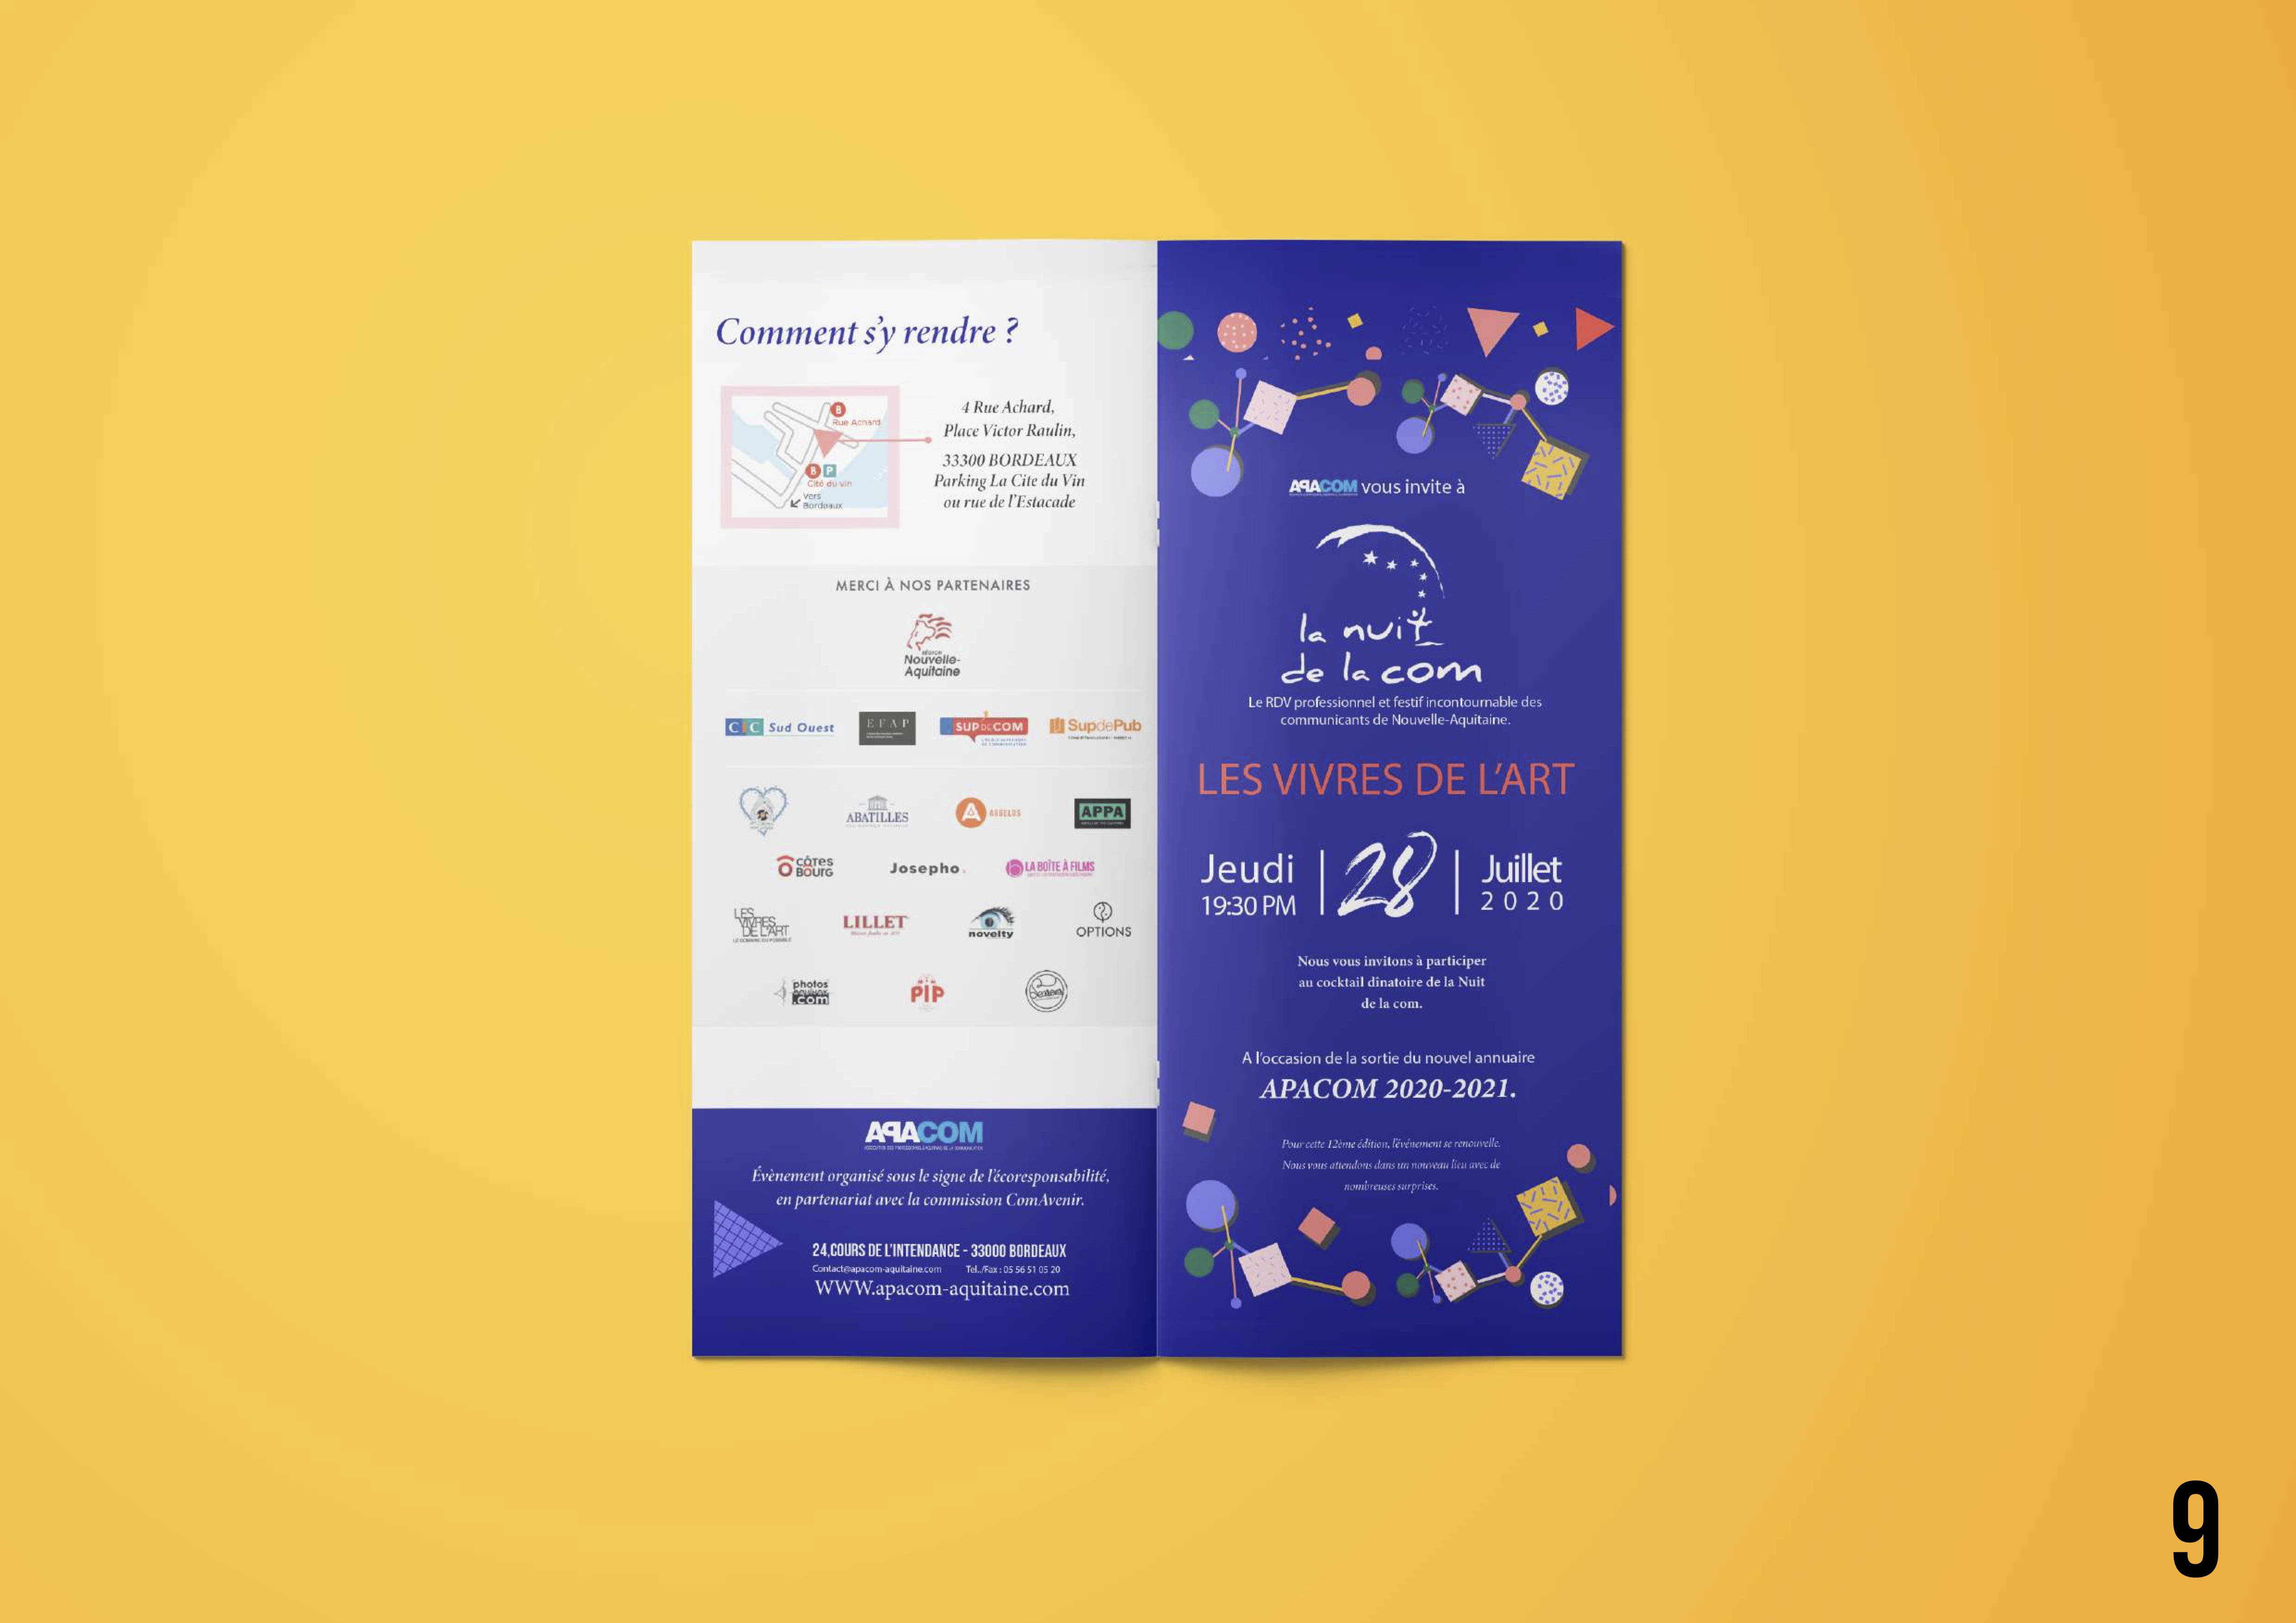 Comment s'y rendre ?
B
Rue Achard
B P
Cité du vin
Vers
Bordeaux
4 Rue Achard,
Place Victor Raulin,
33300 BORDEAUX
Parking La Cite du Vin
ou rue de l'Estacade
MERCI À NOS PARTENAIRES
RÉGION
Nouvelle-
Aquitaine
CIC Sud Ouest
EFAP
SUP DE COM
SupdePub
ABATILLES
A
APPA
CÔTES
BOURG
Josepho.
LA BOÎTE À FILMS
LES
VIVRES
DE L'ART
LILLET
novelty
OPTIONS
photos
.com
PIP
APACOM
Évènement organisé sous le signe de l'écoresponsabilité,
en partenariat avec la commission ComAvenir.
24,COURS DE L'INTENDANCE - 33000 BORDEAUX
Contact@apacom-aquitaine.com Tel../Fax : 05 56 51 05 20
WWW.apacom-aquitaine.com
APACOM vous invite à
la nuit
de la com
Le RDV professionnel et festif incontournable des
communicants de Nouvelle-Aquitaine.
LES VIVRES DE L'ART
Jeudi | 28 | Juillet
19:30 PM 2020
Nous vous invitons à participer
au cocktail dînatoire de la Nuit
de la com.
A l'occasion de la sortie du nouvel annuaire
APACOM 2020-2021.
Pour cette 12ème édition, l'événement se renouvelle.
Nous vous attendons dans un nouveau lieu avec de
nombreuses surprises.
9